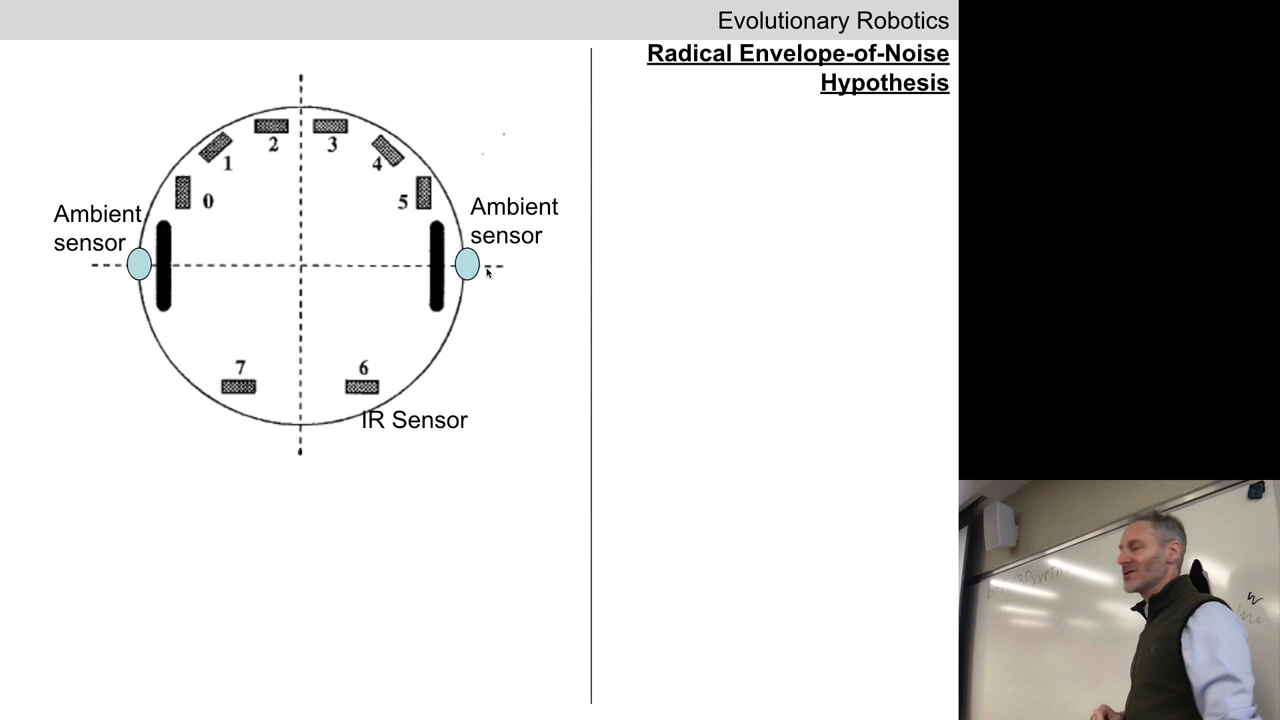 Evolutionary Robotics
Radical Envelope-of-Noise
Hypothesis
2
3
1
4
0
5
Ambient
sensor
Ambient
sensor
7
6
IR Sensor